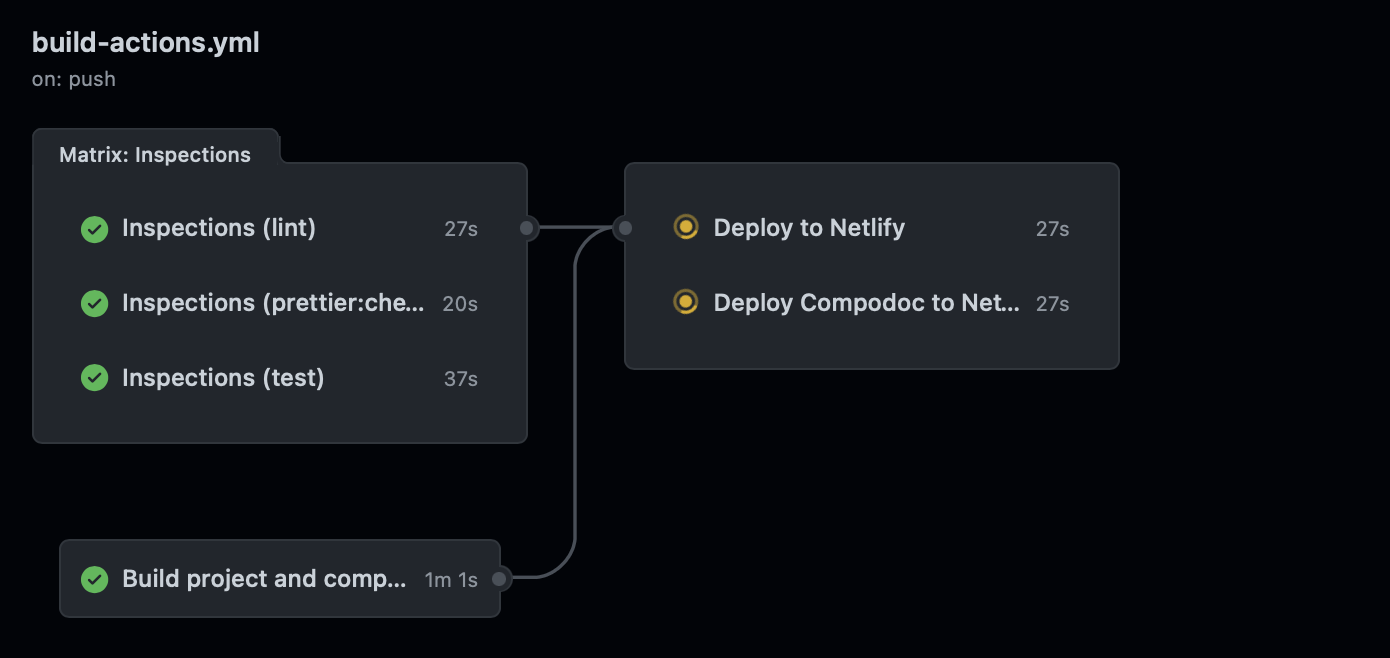 build-actions.yml
on: push
Matrix: Inspections
Inspections (lint) 27s
Inspections (prettier:che... 20s
Inspections (test) 37s
Deploy to Netlify 27s
Deploy Compodoc to Net... 27s
Build project and comp... 1m 1s